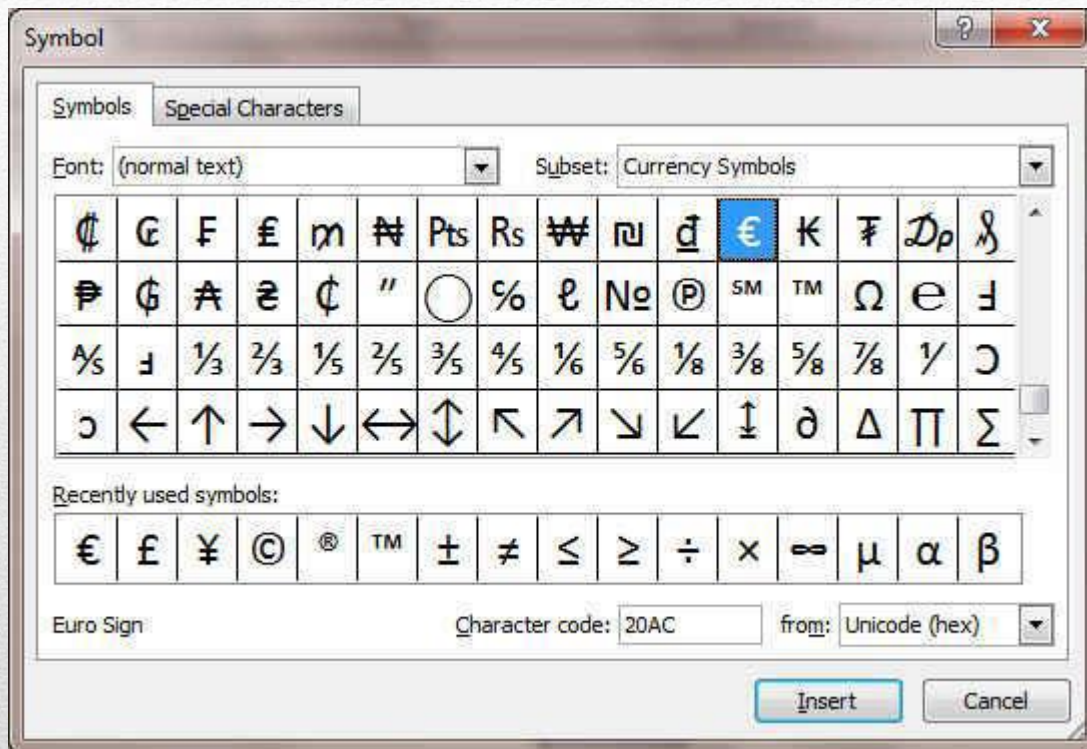 Symbol
Symbols Special Characters
Font: (normal text) Subset: Currency Symbols
₡ ₢ ₣ ₤ ₥ ₦ ₧ ₨ ₩ ₪ ₫ € ₭ ₮ ₯ ₰
₱ ₲ ₳ ₴ ₵ ‶ ◯ ℅ ℓ № ℗ ℠ ™ Ω ℮ Ⅎ
⅍ ⅎ ⅓ ⅔ ⅕ ⅖ ⅗ ⅘ ⅙ ⅚ ⅛ ⅜ ⅝ ⅞ ⅟ Ↄ
ↄ ← ↑ → ↓ ↔ ↕ ↖ ↗ ↘ ↙ ↨ ∂ ∆ ∏ ∑
Recently used symbols:
€ £ ¥ © ® ™ ± ≠ ≤ ≥ ÷ × ∞ µ α β
Euro Sign Character code: 20AC from: Unicode (hex)
Insert Cancel